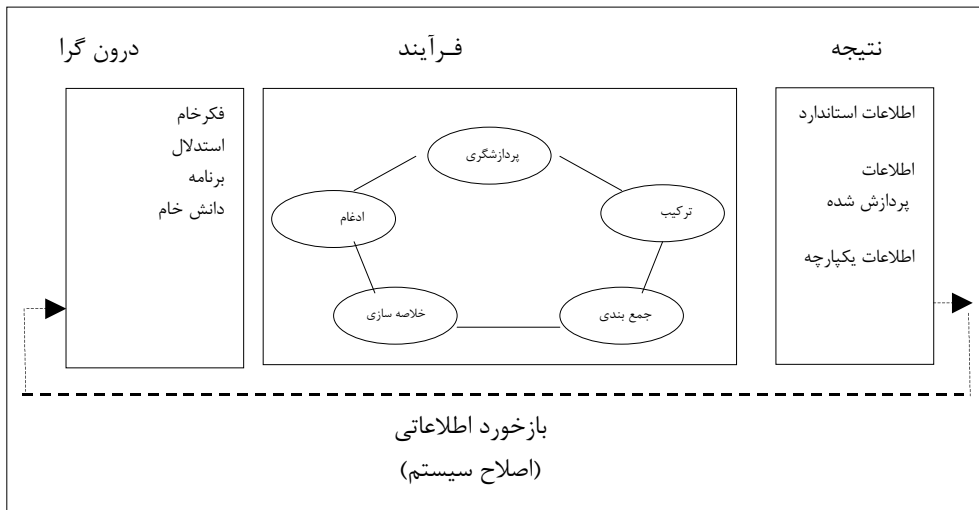 درون گرا
فـرآیند
نتیجه
فکرخام
استدلال
برنامه
دانش خام
پردازشگری
ادغام
ترکیب
خلاصه سازی
جمع بندی
اطلاعات استاندارد
اطلاعات
پردازش شده
اطلاعات یکپارچه
بازخورد اطلاعاتی
(اصلاح سیستم)